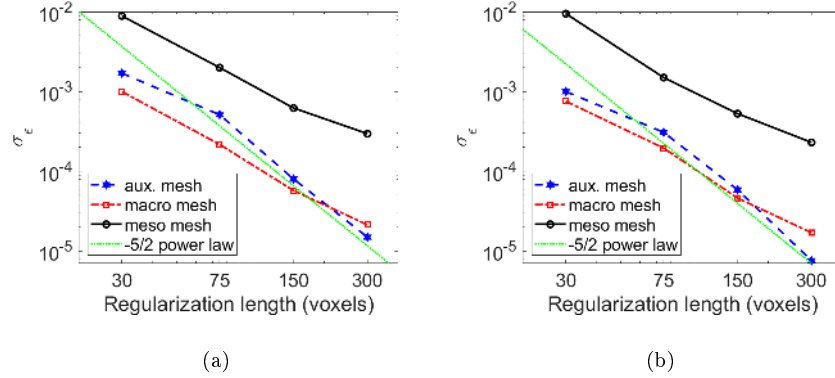 10^-2
10^-3
10^-4
10^-5
σ_ϵ
aux. mesh
macro mesh
meso mesh
-5/2 power law
30 75 150 300
Regularization length (voxels)
(a)
10^-2
10^-3
10^-4
10^-5
σ_ϵ
aux. mesh
macro mesh
meso mesh
-5/2 power law
30 75 150 300
Regularization length (voxels)
(b)